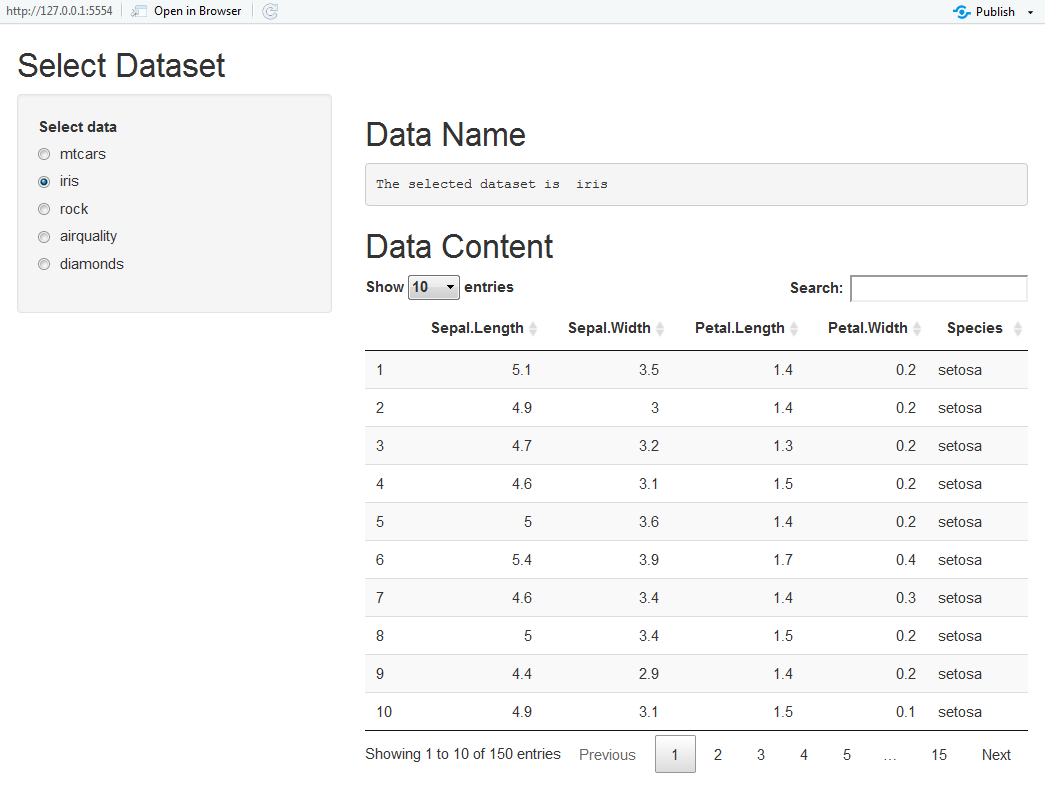 http://127.0.0.1:5554 Open in Browser Publish
Select Dataset
Select data
mtcars
iris
rock
airquality
diamonds
Data Name
The selected dataset is  iris
Data Content
Show 10 entries Search:
Sepal.Length Sepal.Width Petal.Length Petal.Width Species
1 5.1 3.5 1.4 0.2 setosa
2 4.9 3 1.4 0.2 setosa
3 4.7 3.2 1.3 0.2 setosa
4 4.6 3.1 1.5 0.2 setosa
5 5 3.6 1.4 0.2 setosa
6 5.4 3.9 1.7 0.4 setosa
7 4.6 3.4 1.4 0.3 setosa
8 5 3.4 1.5 0.2 setosa
9 4.4 2.9 1.4 0.2 setosa
10 4.9 3.1 1.5 0.1 setosa
Showing 1 to 10 of 150 entries Previous 1 2 3 4 5 … 15 Next